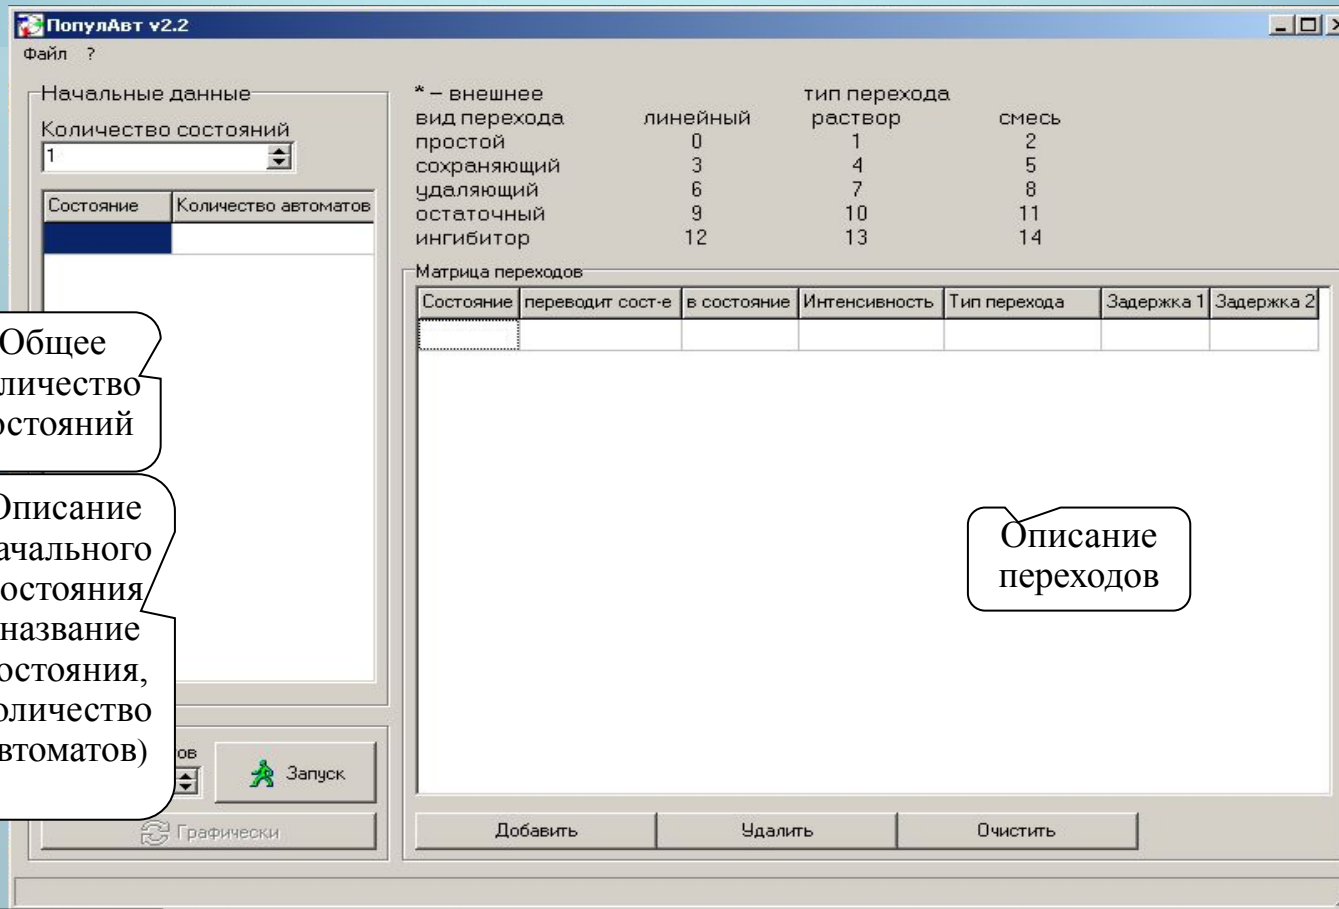 ПопулАвт v2.2
Файл ?
Начальные данные
Количество состояний
1
Состояние Количество автоматов
* – внешнее тип перехода
вид перехода линейный раствор смесь
простой 0 1 2
сохраняющий 3 4 5
удаляющий 6 7 8
остаточный 9 10 11
ингибитор 12 13 14
Матрица переходов
Состояние переводит сост-е в состояние Интенсивность Тип перехода Задержка 1 Задержка 2
Общее
личество
остояний
Описание
ачального
остояния
название
остояния,
оличество
втоматов)
Описание
переходов
ов
Запуск
Графически
Добавить Удалить Очистить